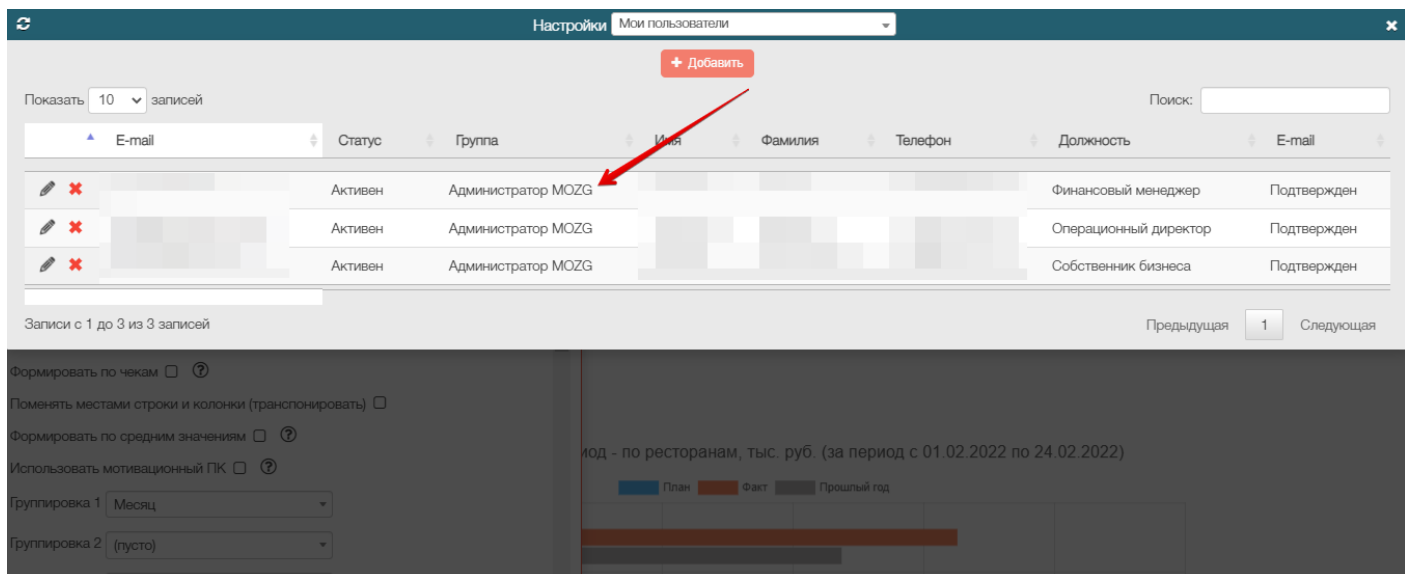 Настройки Мои пользователи
+ Добавить
Показать 10 записей
Поиск:
E-mail Статус Группа Имя Фамилия Телефон Должность E-mail
Активен Администратор MOZG Финансовый менеджер Подтвержден
Активен Администратор MOZG Операционный директор Подтвержден
Активен Администратор MOZG Собственник бизнеса Подтвержден
Записи с 1 до 3 из 3 записей
Предыдущая 1 Следующая
Формировать по чекам
Поменять местами строки и колонки (транспонировать)
Формировать по средним значениям
Использовать мотивационный ПК
иод - по ресторанам, тыс. руб. (за период с 01.02.2022 по 24.02.2022)
План Факт Прошлый год
Группировка 1 Месяц
Группировка 2 (пусто)